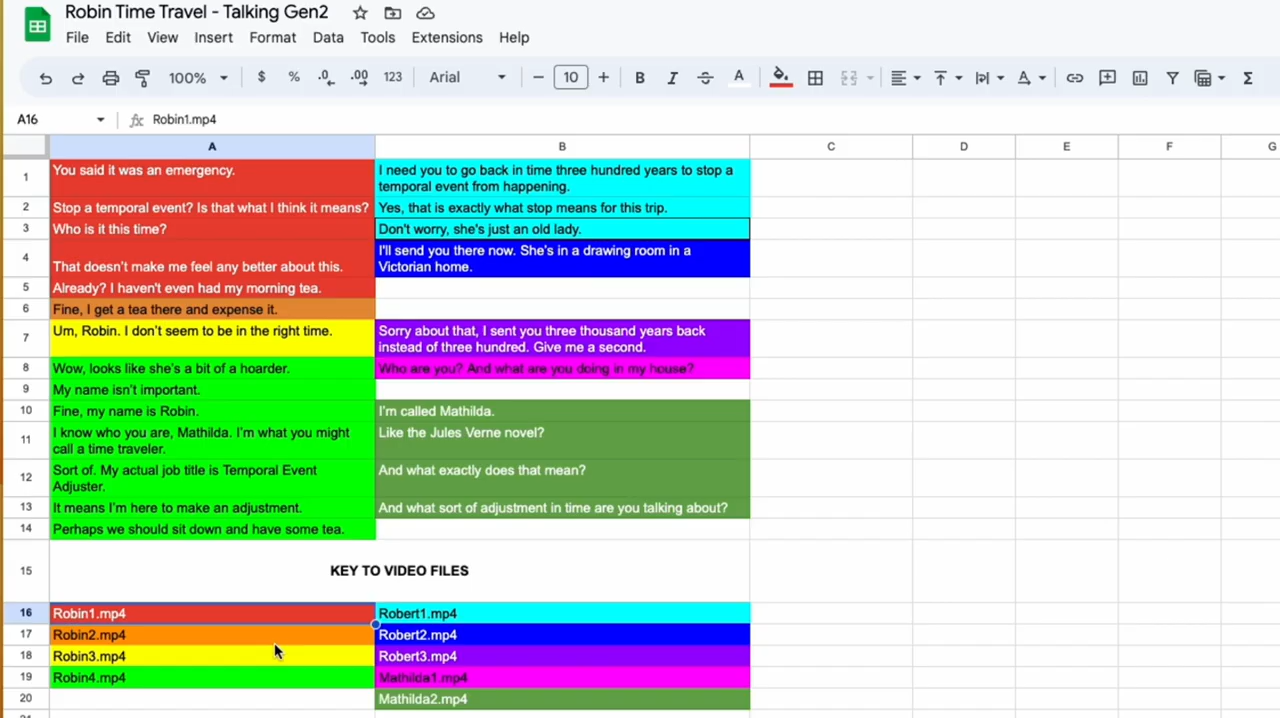 Robin Time Travel - Talking Gen2
File Edit View Insert Format Data Tools Extensions Help
100% $ % .0 .00 123 Arial 10 B I S A
A16 fx Robin1.mp4
A B C D E F G
1 You said it was an emergency. I need you to go back in time three hundred years to stop a
temporal event from happening.
2 Stop a temporal event? Is that what I think it means? Yes, that is exactly what stop means for this trip.
3 Who is it this time? Don't worry, she's just an old lady.
4 I'll send you there now. She's in a drawing room in a
That doesn't make me feel any better about this. Victorian home.
5 Already? I haven't even had my morning tea.
6 Fine, I get a tea there and expense it.
7 Um, Robin. I don't seem to be in the right time. Sorry about that, I sent you three thousand years back
instead of three hundred. Give me a second.
8 Wow, looks like she's a bit of a hoarder. Who are you? And what are you doing in my house?
9 My name isn't important.
10 Fine, my name is Robin. I'm called Mathilda.
11 I know who you are, Mathilda. I'm what you might Like the Jules Verne novel?
call a time traveler.
12 Sort of. My actual job title is Temporal Event And what exactly does that mean?
Adjuster.
13 It means I'm here to make an adjustment. And what sort of adjustment in time are you talking about?
14 Perhaps we should sit down and have some tea.
15 KEY TO VIDEO FILES
16 Robin1.mp4 Robert1.mp4
17 Robin2.mp4 Robert2.mp4
18 Robin3.mp4 Robert3.mp4
19 Robin4.mp4 Mathilda1.mp4
20 Mathilda2.mp4